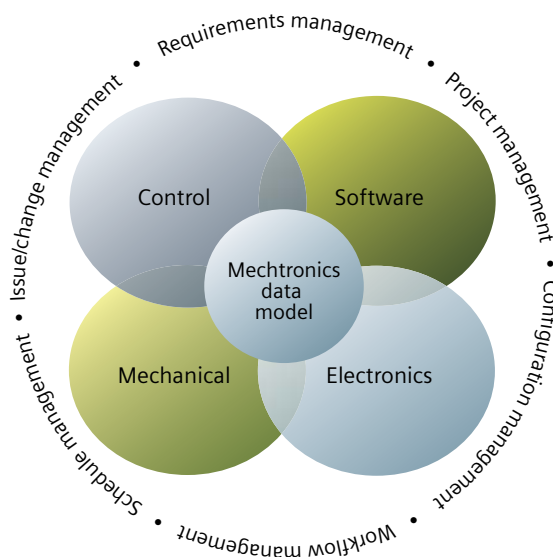 Requirements management
•
Project management
•
Configuration management
•
Workflow management
•
Schedule management
•
Issue/change management
•
Control
Software
Mechtronics
data
model
Mechanical
Electronics